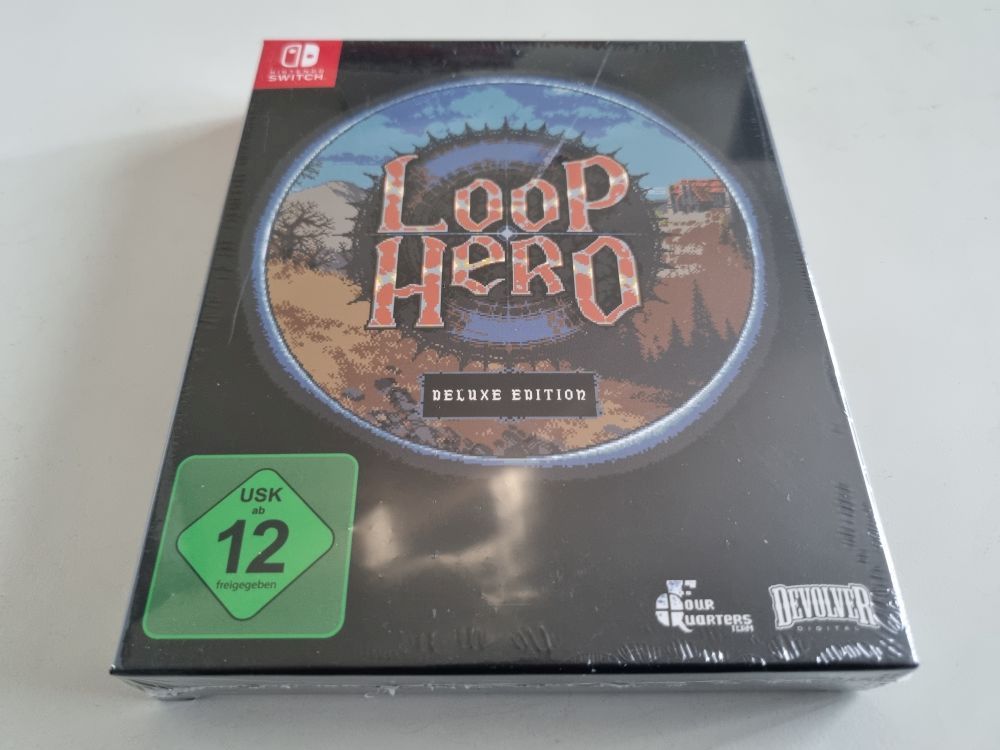 NINTENDO
SWITCH
LOOP
HERO
DELUXE EDITION
USK
ab
12
freigegeben
FOUR
QUARTERS
TEAM
DEVOLVER
DIGITAL